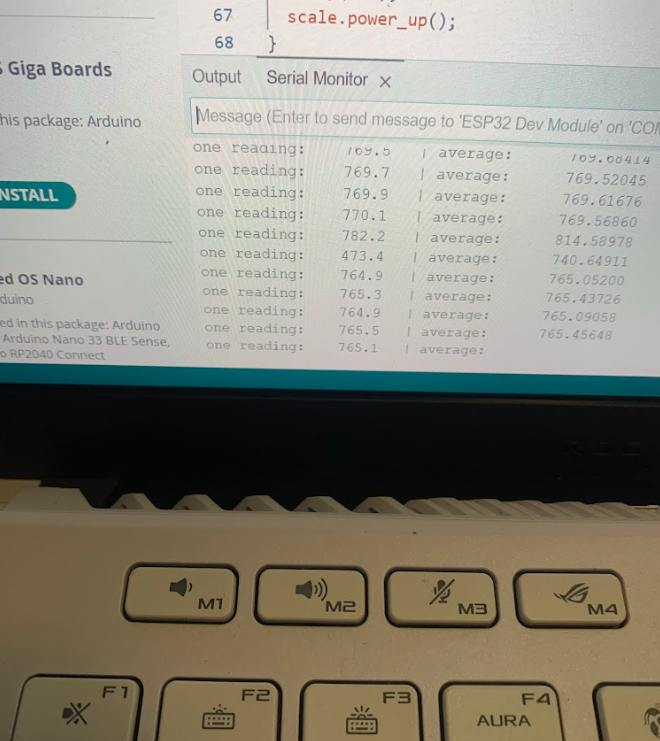 67 scale.power_up();
68 }
Giga Boards
his package: Arduino
NSTALL
ed OS Nano
duino
ed in this package: Arduino
Arduino Nano 33 BLE Sense,
o RP2040 Connect
Output Serial Monitor ×
Message (Enter to send message to 'ESP32 Dev Module' on 'COM
one reading: 769.5 | average: 769.68414
one reading: 769.7 | average: 769.52045
one reading: 769.9 | average: 769.61676
one reading: 770.1 | average: 769.56860
one reading: 782.2 | average: 814.58978
one reading: 473.4 | average: 740.64911
one reading: 764.9 | average: 765.05200
one reading: 765.3 | average: 765.43726
one reading: 764.9 | average: 765.09058
one reading: 765.5 | average: 765.45648
one reading: 765.1 | average:
M1 M2 M3 M4
F1 F2 F3 F4
AURA